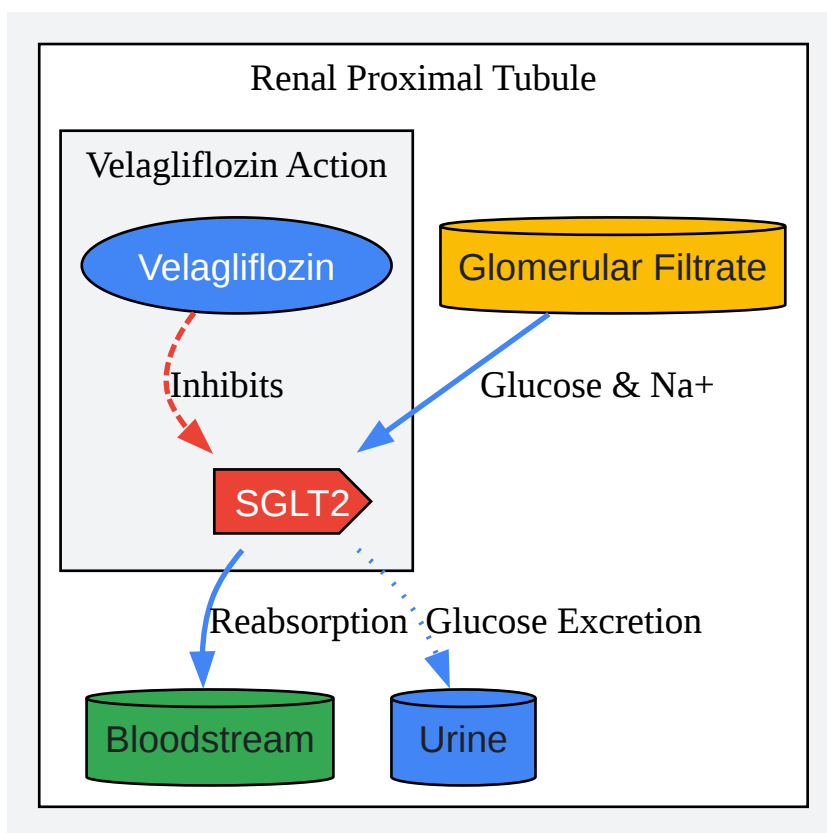 Renal Proximal Tubule
Velagliflozin Action
Velagliflozin
Glomerular Filtrate
Inhibits
Glucose & Na+
SGLT2
Reabsorption
Glucose Excretion
Bloodstream
Urine